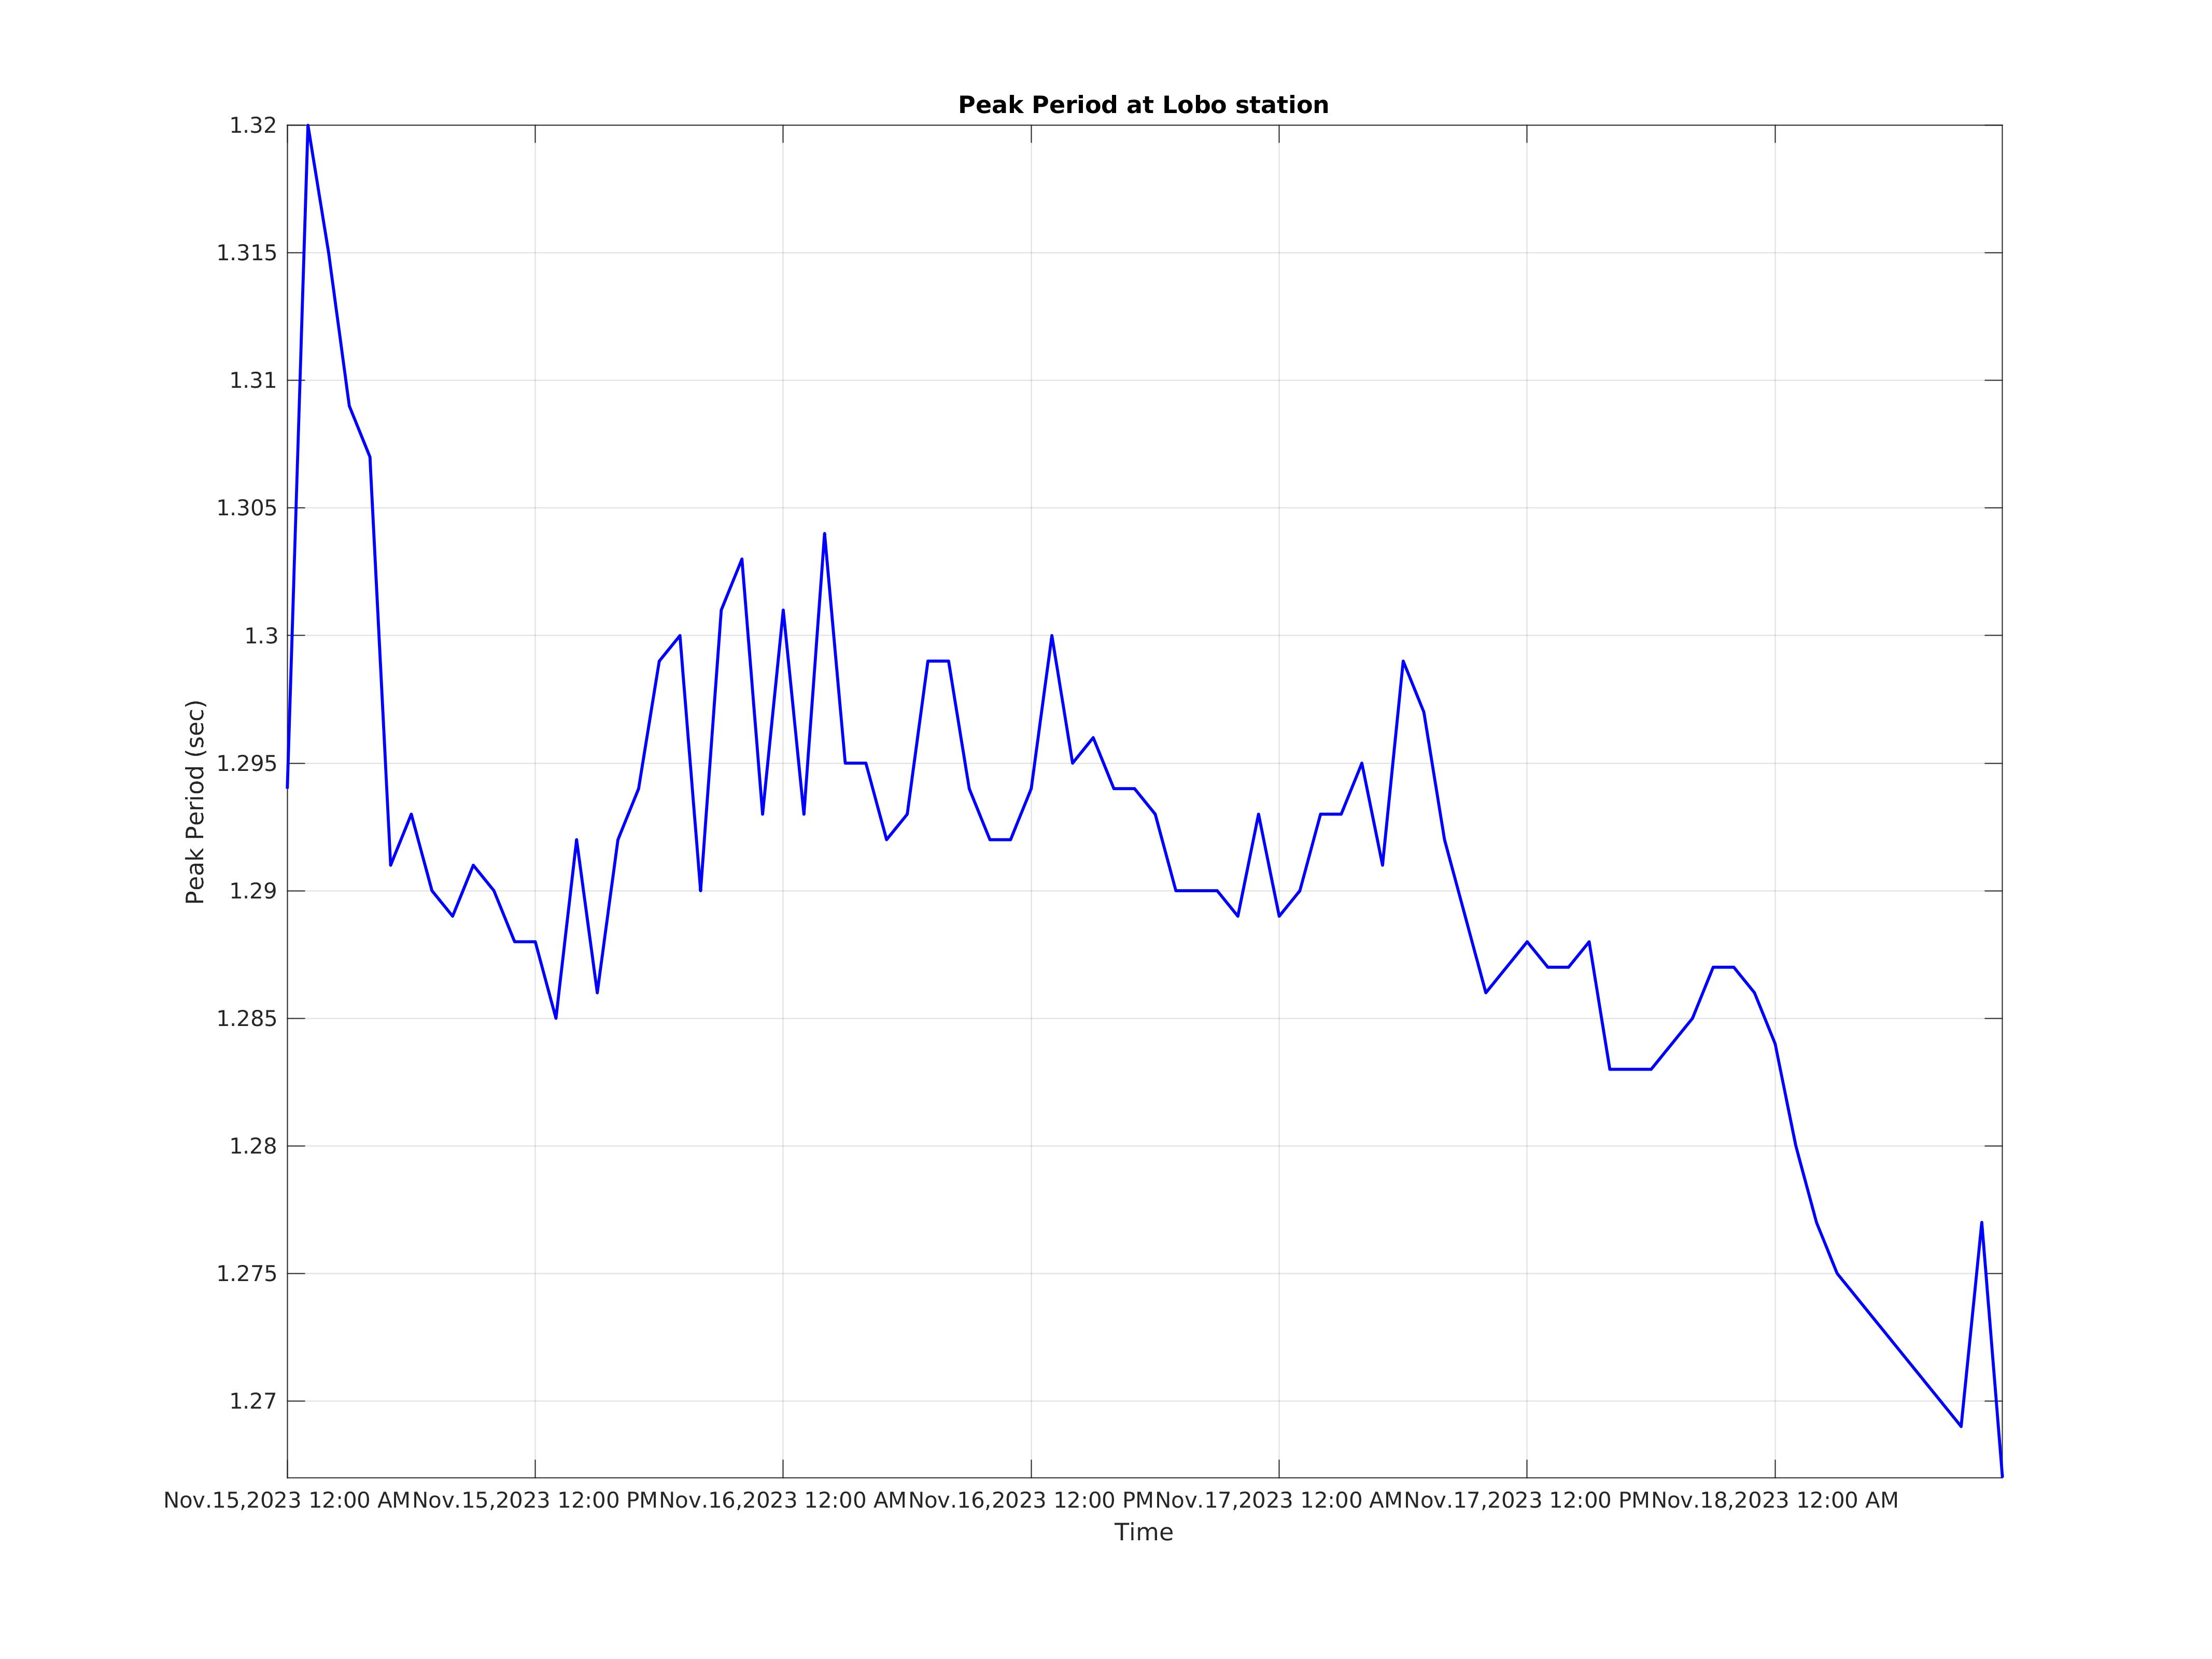 Peak Period at Lobo station
1.32
1.315
1.31
1.305
1.3
1.295
1.29
1.285
1.28
1.275
1.27
Peak Period (sec)
Nov.15,2023 12:00 AM Nov.15,2023 12:00 PM Nov.16,2023 12:00 AM Nov.16,2023 12:00 PM Nov.17,2023 12:00 AM Nov.17,2023 12:00 PM Nov.18,2023 12:00 AM
Time